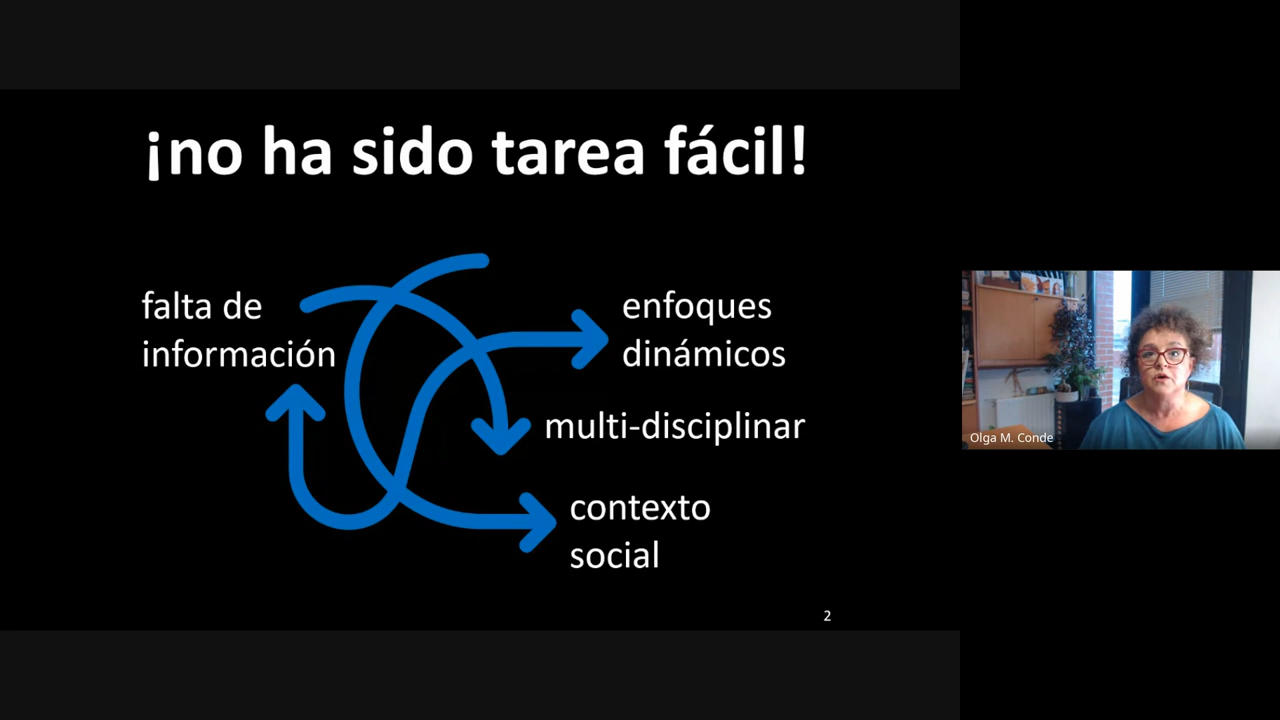 ¡no ha sido tarea fácil!
falta de
información
enfoques
dinámicos
multi-disciplinar
contexto
social
2
Olga M. Conde